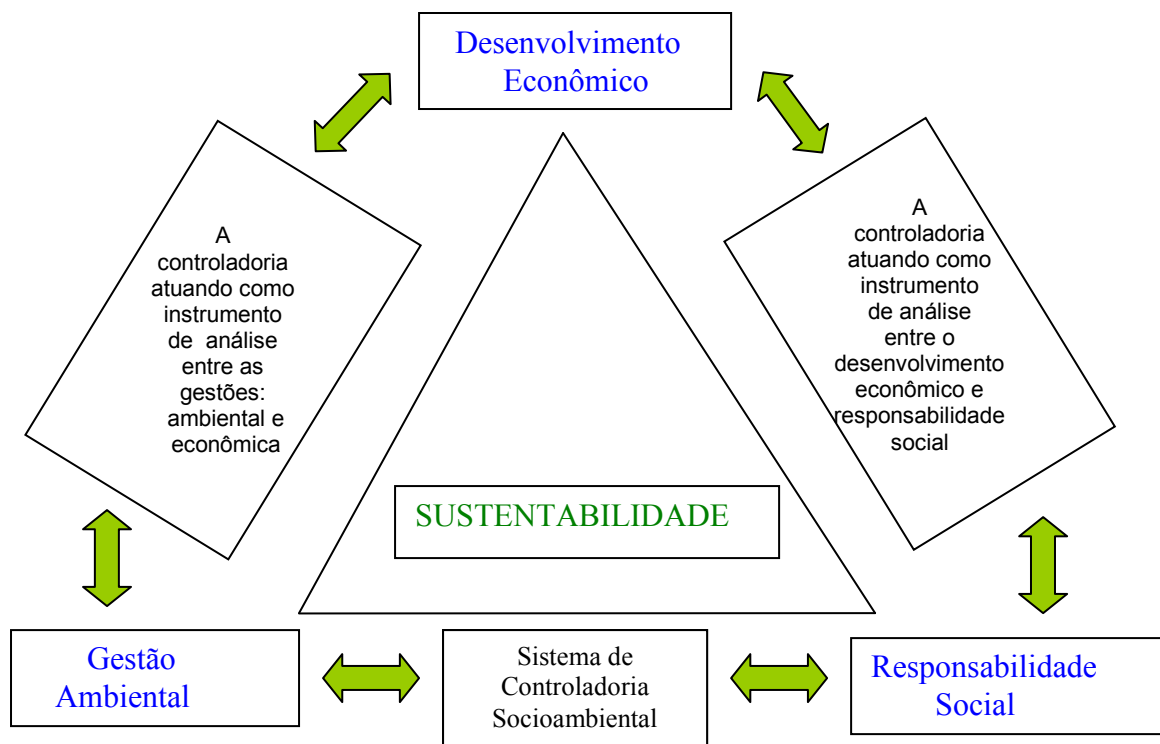 Desenvolvimento
Econômico
A
controladoria
atuando como
instrumento
de análise
entre as
gestões:
ambiental e
econômica
A
controladoria
atuando como
instrumento
de análise
entre o
desenvolvimento
econômico e
responsabilidade
social
SUSTENTABILIDADE
Gestão
Ambiental
Sistema de
Controladoria
Socioambiental
Responsabilidade
Social